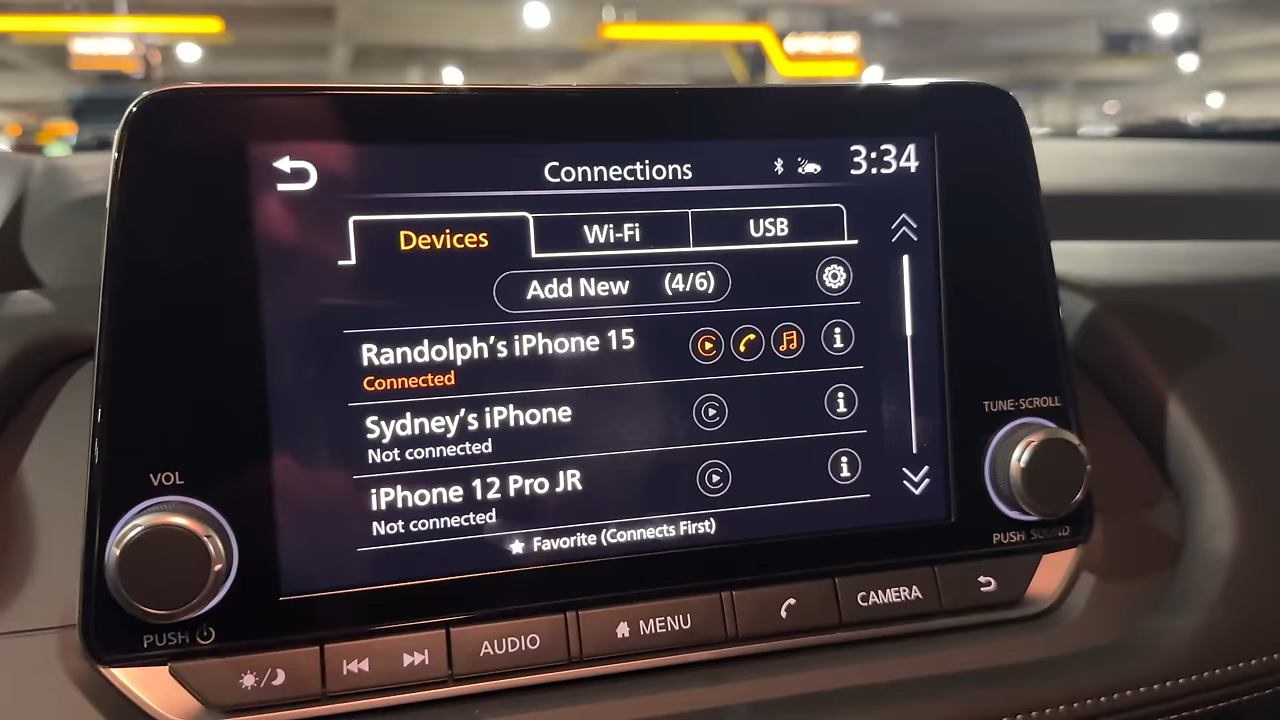 Connections
3:34
Devices
Wi-Fi
USB
Add New (4/6)
Randolph's iPhone 15
Connected
Sydney's iPhone
Not connected
iPhone 12 Pro JR
Not connected
★ Favorite (Connects First)
VOL
PUSH
TUNE·SCROLL
PUSH SOUND
AUDIO
MENU
CAMERA